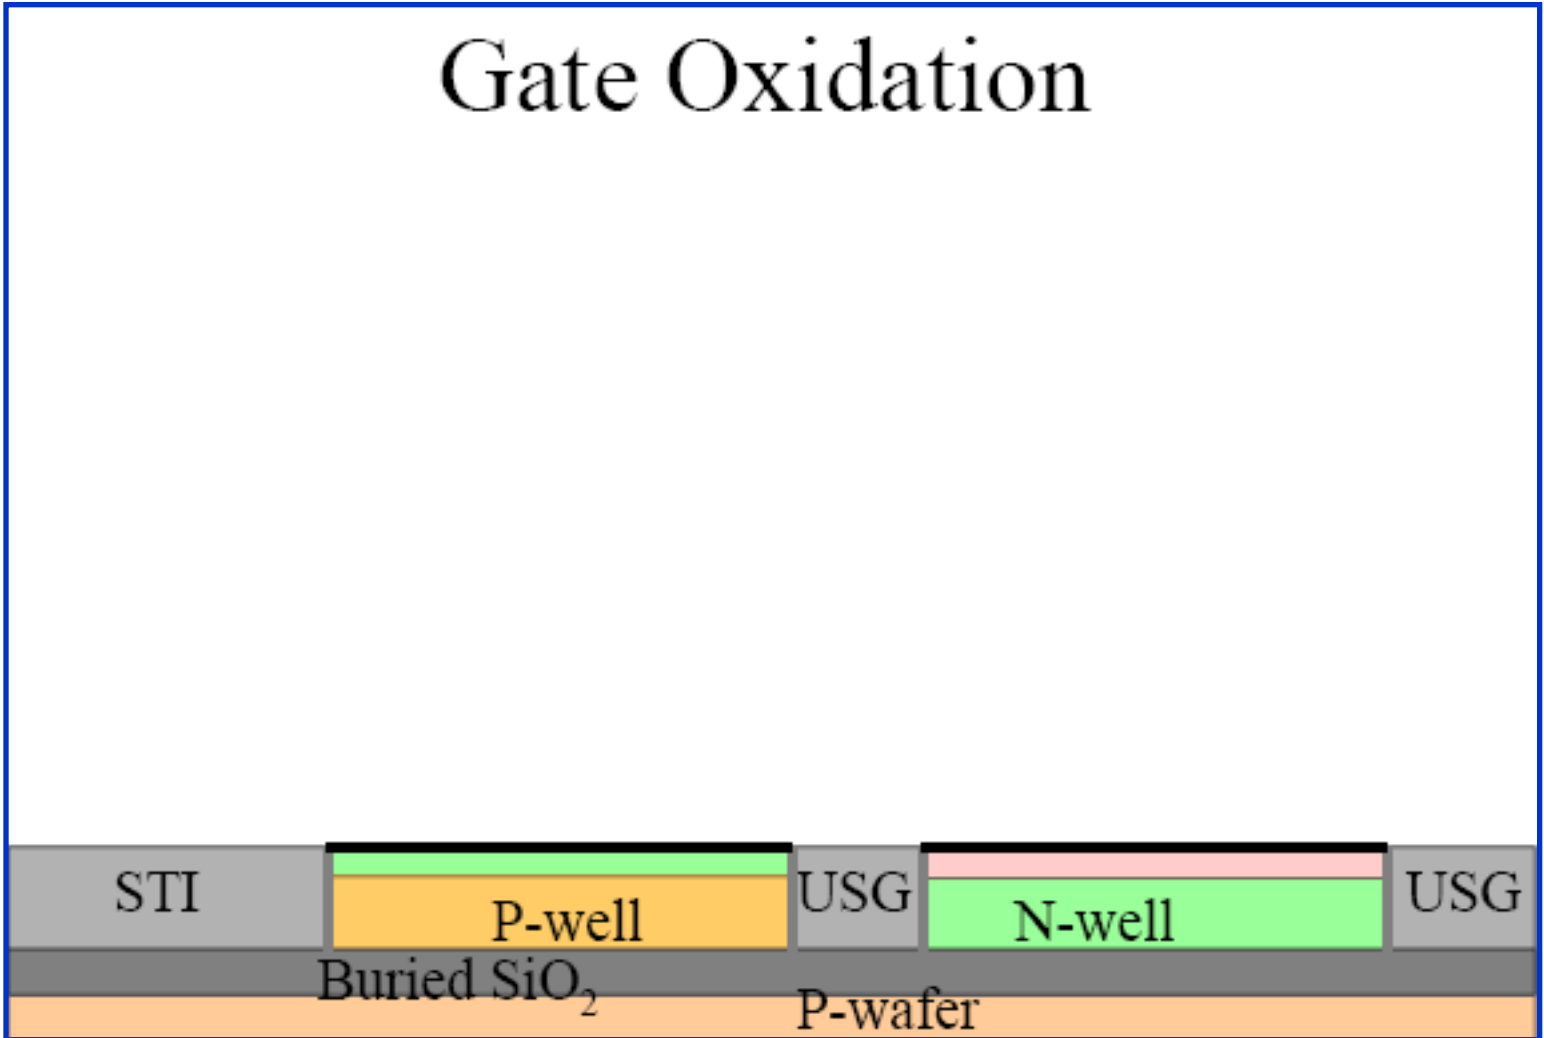 Gate Oxidation
STI
P-well
USG
N-well
USG
Buried SiO₂
P-wafer